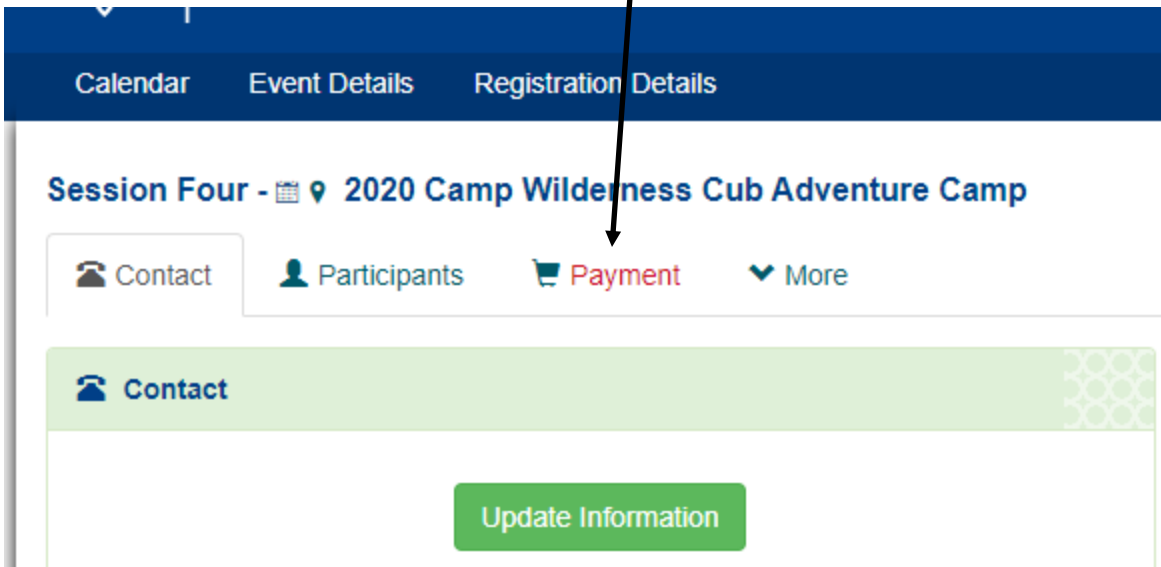 Calendar Event Details Registration Details
Session Four - 2020 Camp Wilderness Cub Adventure Camp
Contact Participants Payment More
Contact
Update Information